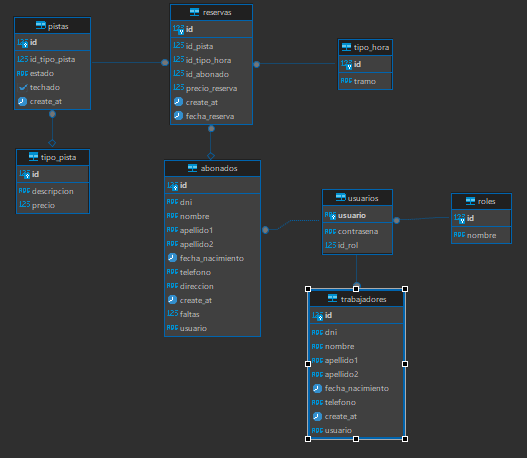 pistas
id
id_tipo_pista
estado
techado
create_at
reservas
id
id_pista
id_tipo_hora
id_abonado
precio_reserva
create_at
fecha_reserva
tipo_hora
id
tramo
tipo_pista
id
descripcion
precio
abonados
id
dni
nombre
apellido1
apellido2
fecha_nacimiento
telefono
direccion
create_at
faltas
usuario
usuarios
usuario
contrasena
id_rol
roles
id
nombre
trabajadores
id
dni
nombre
apellido1
apellido2
fecha_nacimiento
telefono
create_at
usuario